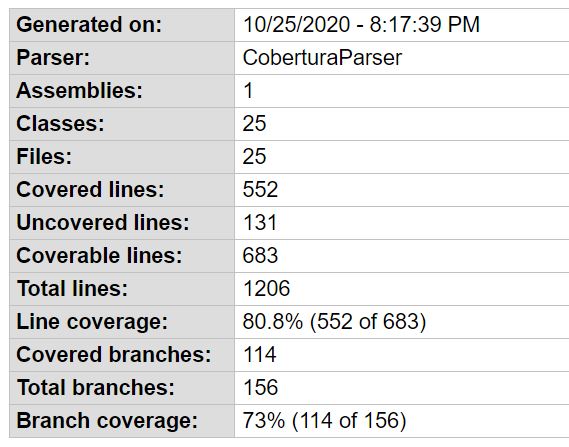 Generated on: 10/25/2020 - 8:17:39 PM
Parser: CoberturaParser
Assemblies: 1
Classes: 25
Files: 25
Covered lines: 552
Uncovered lines: 131
Coverable lines: 683
Total lines: 1206
Line coverage: 80.8% (552 of 683)
Covered branches: 114
Total branches: 156
Branch coverage: 73% (114 of 156)